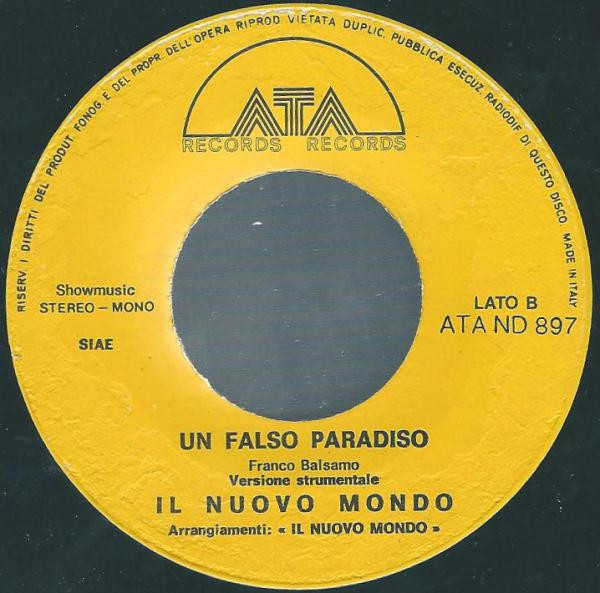 RISERV. I DIRITTI DEL PRODUT. FONOG E DEL PROPR. DELL'OPERA RIPROD VIETATA DUPLIC. PUBBLICA ESECUZ. RADIODIF DI QUESTO DISCO. MADE IN ITALY
ATA
RECORDS RECORDS
Showmusic
STEREO – MONO
SIAE
LATO B
ATA ND 897
UN FALSO PARADISO
Franco Balsamo
Versione strumentale
IL NUOVO MONDO
Arrangiamenti: « IL NUOVO MONDO »